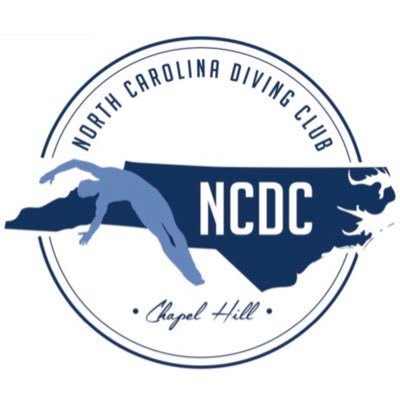 NORTH CAROLINA DIVING CLUB
NCDC
• Chapel Hill •